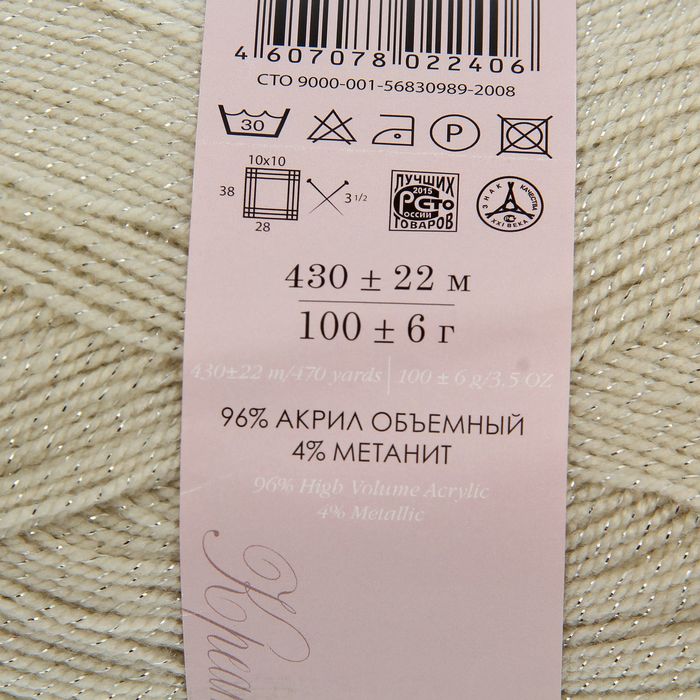 4 607078 022406
СТО 9000-001-56830989-2008
30 P
10x10
38 3 1/2
28
ЛУЧШИХ
2015
РСТО
РОССИИ
ТОВАРОВ
ЗНАК КАЧЕСТВА
XXI ВЕКА
430 ± 22 м
100 ± 6 г
430±22 m/470 yards 100 ± 6 g/3.5 OZ
96% АКРИЛ ОБЪЕМНЫЙ
4% МЕТАНИТ
96% High Volume Acrylic
4% Metallic